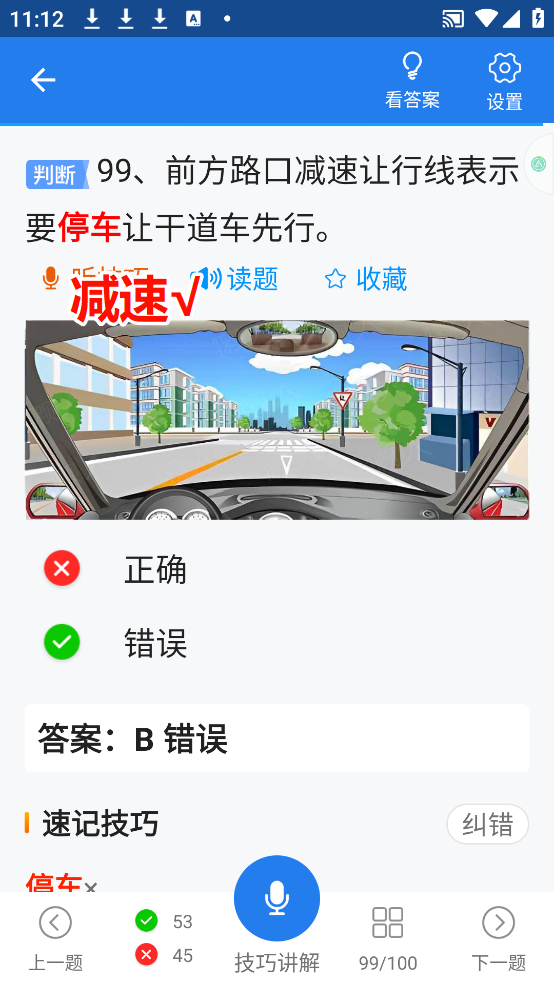 11:12
A
看答案
设置
判断 99、前方路口减速让行线表示
要停车让干道车先行。
读题 收藏
减速√
正确
错误
答案：B 错误
速记技巧
纠错
停车×
53
45
上一题
技巧讲解
99/100
下一题